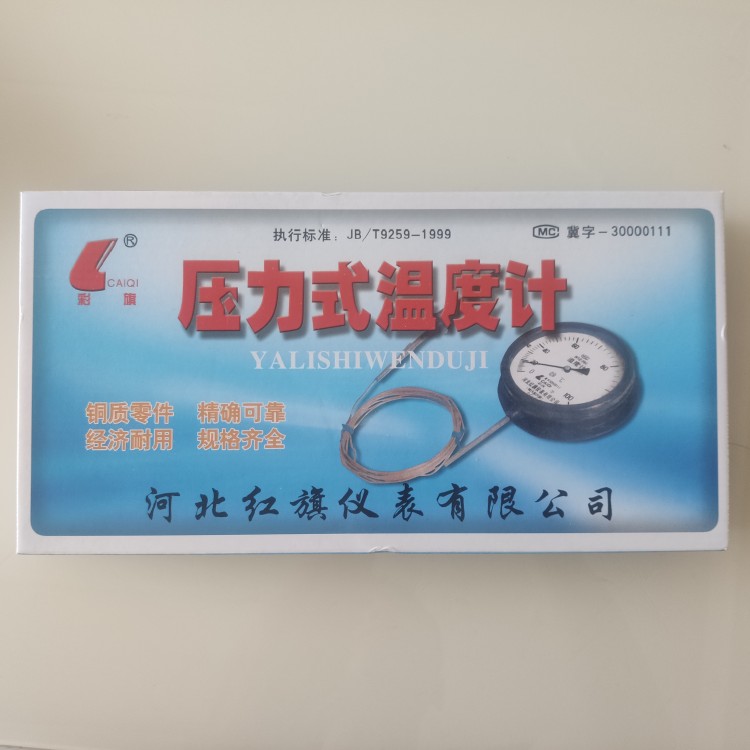 执行标准：JB/T9259-1999
MC 冀字-30000111
®
CAIQI
彩旗
压力式温度计
YALISHIWENDUJI
铜质零件 精确可靠
经济耐用 规格齐全
100
河北红旗仪表有限公司